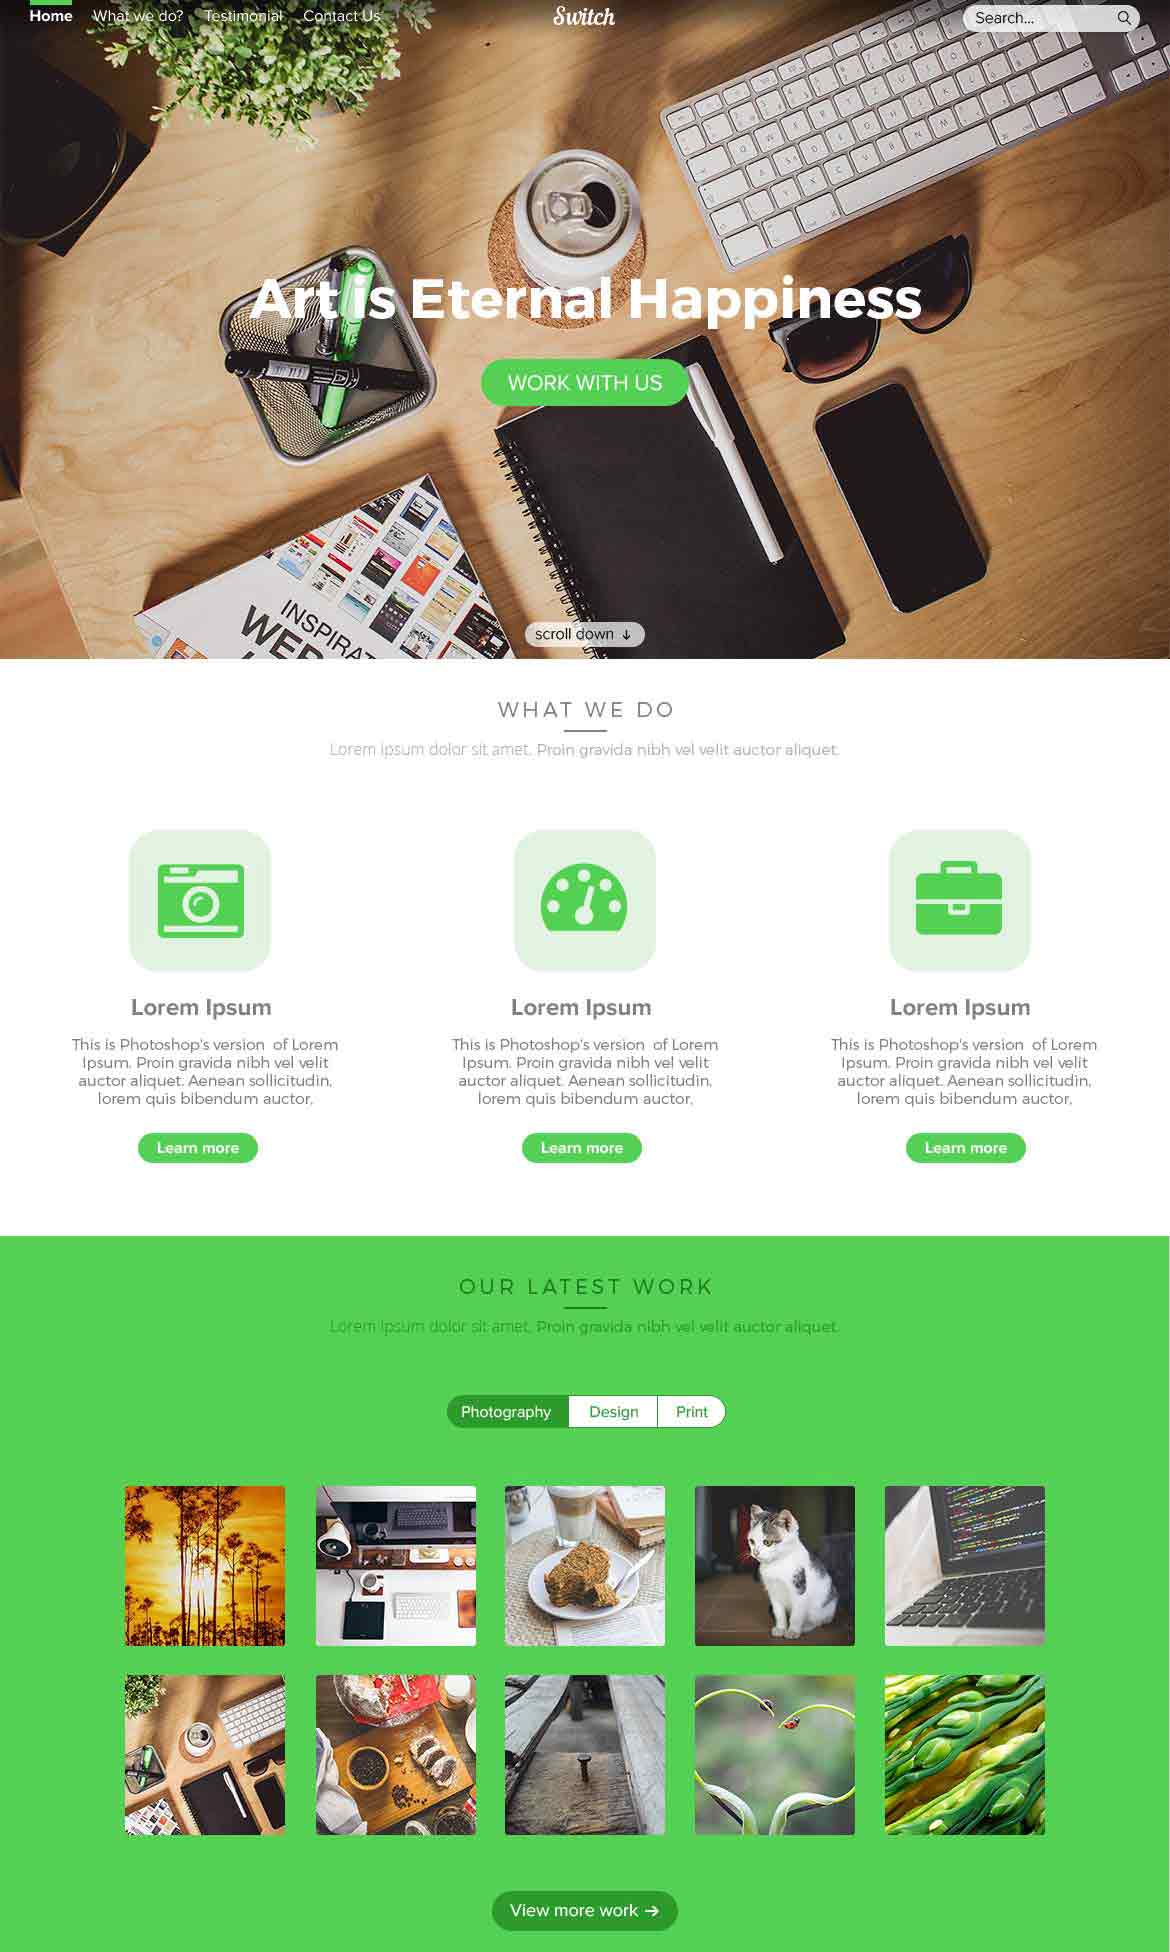 Home What we do? Testimonial Contact Us Switch Search...
Art is Eternal Happiness
WORK WITH US
INSPIRAT
WEB
scroll down ↓
WHAT WE DO
Lorem Ipsum dolor sit amet. Proin gravida nibh vel velit auctor aliquet.
Lorem Ipsum
This is Photoshop's version of Lorem
Ipsum. Proin gravida nibh vel velit
auctor aliquet. Aenean sollicitudin,
lorem quis bibendum auctor,
Learn more
Lorem Ipsum
This is Photoshop's version of Lorem
Ipsum. Proin gravida nibh vel velit
auctor aliquet. Aenean sollicitudin,
lorem quis bibendum auctor,
Learn more
Lorem Ipsum
This is Photoshop's version of Lorem
Ipsum. Proin gravida nibh vel velit
auctor aliquet. Aenean sollicitudin,
lorem quis bibendum auctor,
Learn more
OUR LATEST WORK
Lorem Ipsum dolor sit amet. Proin gravida nibh vel velit auctor aliquet.
Photography Design Print
View more work →